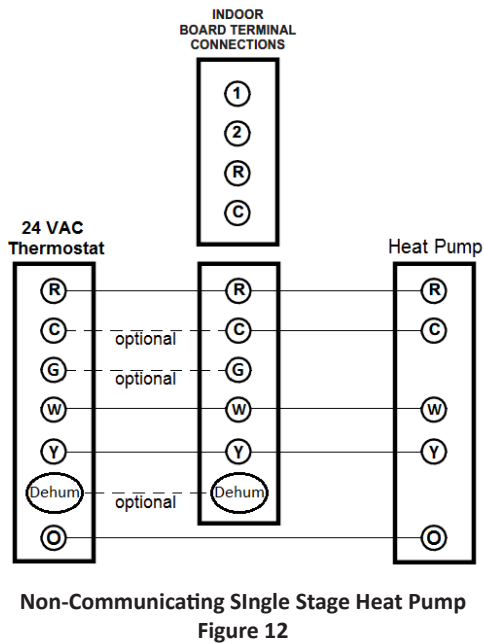 INDOOR
BOARD TERMINAL
CONNECTIONS
1
2
R
C
24 VAC
Thermostat
Heat Pump
R R R
C optional C C
G optional G
W W W
Y Y Y
Dehum optional Dehum
O O
Non-Communicating SIngle Stage Heat Pump
Figure 12